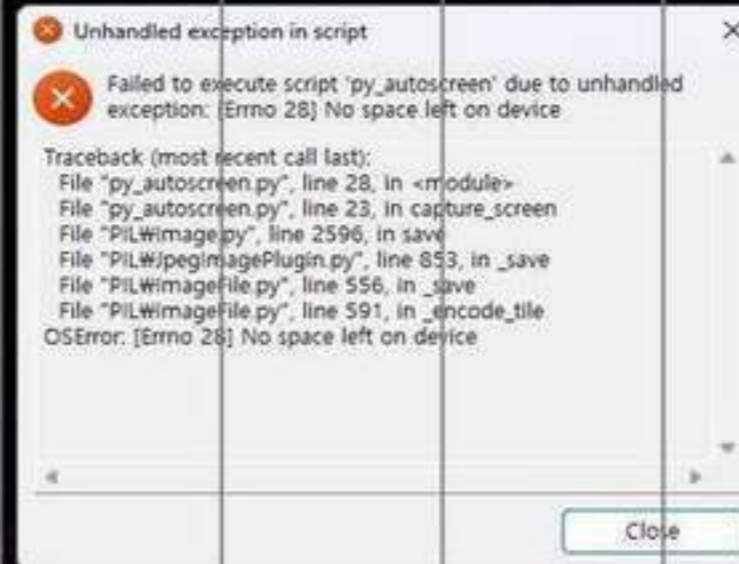 Unhandled exception in script
Failed to execute script 'py_autoscreen' due to unhandled
exception: [Errno 28] No space left on device
Traceback (most recent call last):
File "py_autoscreen.py", line 28, in <module>
File "py_autoscreen.py", line 23, in capture_screen
File "PIL₩Image.py", line 2596, in save
File "PIL₩JpegImagePlugin.py", line 853, in _save
File "PIL₩ImageFile.py", line 556, in _save
File "PIL₩ImageFile.py", line 591, in _encode_tile
OSError: [Errno 28] No space left on device
Close